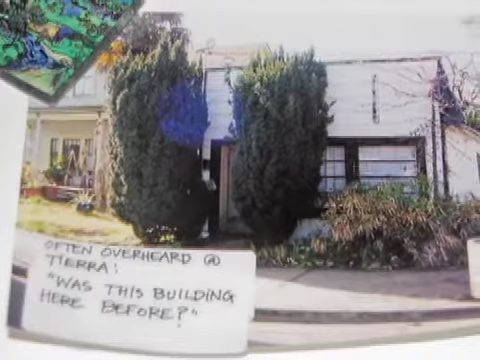 OFTEN OVERHEARD @
TIERRA:
"WAS THIS BUILDING
HERE BEFORE?"